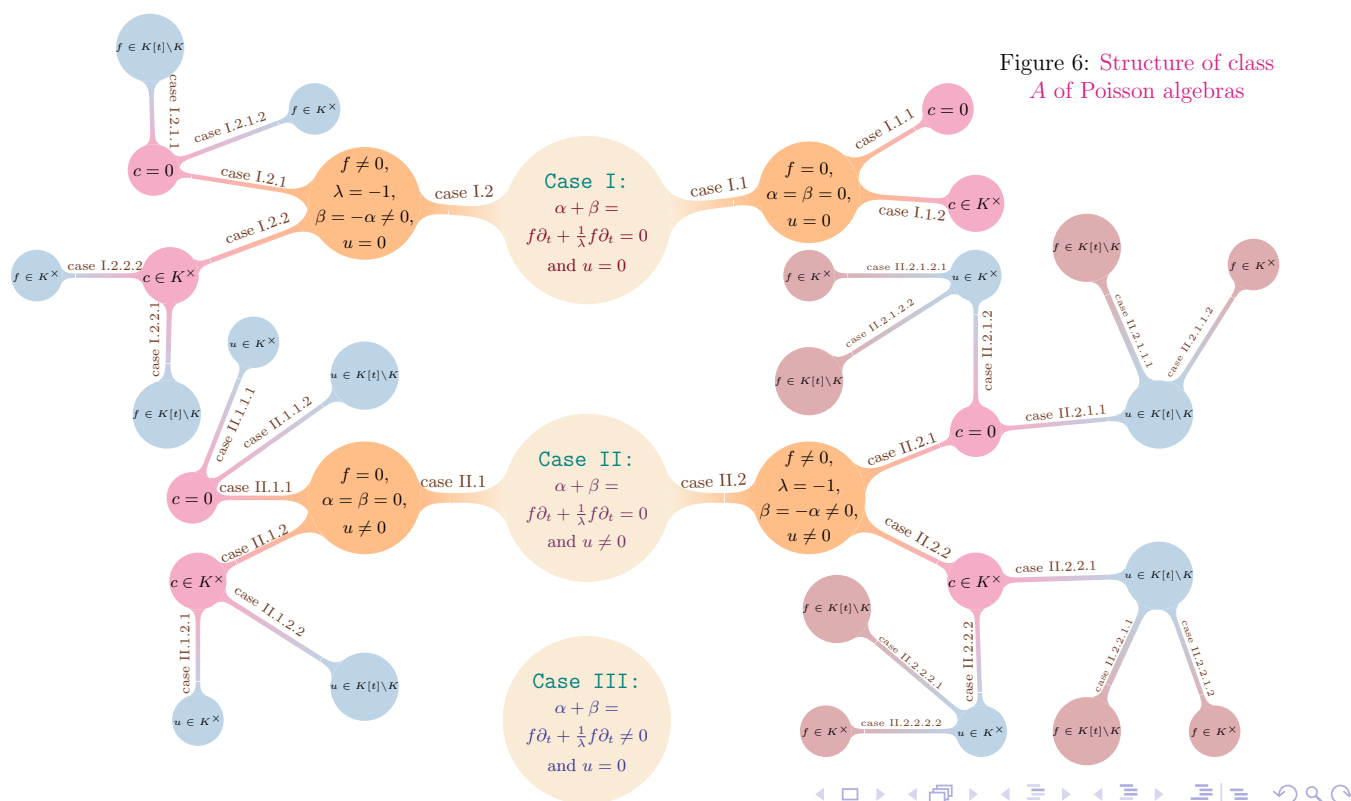 Figure 6: Structure of class
A of Poisson algebras
Case I:
α + β =
f∂ₜ + 1/λ f∂ₜ = 0
and u = 0
case I.1
f = 0,
α = β = 0,
u = 0
case I.1.1
c = 0
case I.1.2
c ∈ K×
case I.2
f ≠ 0,
λ = −1,
β = −α ≠ 0,
u = 0
case I.2.1
c = 0
case I.2.1.1
f ∈ K[t]\K
case I.2.1.2
f ∈ K×
case I.2.2
c ∈ K×
case I.2.2.2
f ∈ K×
case I.2.2.1
f ∈ K[t]\K
Case II:
α + β =
f∂ₜ + 1/λ f∂ₜ = 0
and u ≠ 0
case II.1
f = 0,
α = β = 0,
u ≠ 0
case II.1.1
c = 0
case II.1.1.1
u ∈ K×
case II.1.1.2
u ∈ K[t]\K
case II.1.2
c ∈ K×
case II.1.2.1
u ∈ K×
case II.1.2.2
u ∈ K[t]\K
case II.2
f ≠ 0,
λ = −1,
β = −α ≠ 0,
u ≠ 0
case II.2.1
c = 0
case II.2.1.1
u ∈ K[t]\K
case II.2.1.1.1
f ∈ K[t]\K
case II.2.1.1.2
f ∈ K×
case II.2.1.2
u ∈ K×
case II.2.1.2.1
f ∈ K×
case II.2.1.2.2
f ∈ K[t]\K
case II.2.2
c ∈ K×
case II.2.2.1
u ∈ K[t]\K
case II.2.2.1.1
f ∈ K[t]\K
case II.2.2.1.2
f ∈ K×
case II.2.2.2
u ∈ K×
case II.2.2.2.1
f ∈ K[t]\K
case II.2.2.2.2
f ∈ K×
Case III:
α + β =
f∂ₜ + 1/λ f∂ₜ ≠ 0
and u = 0